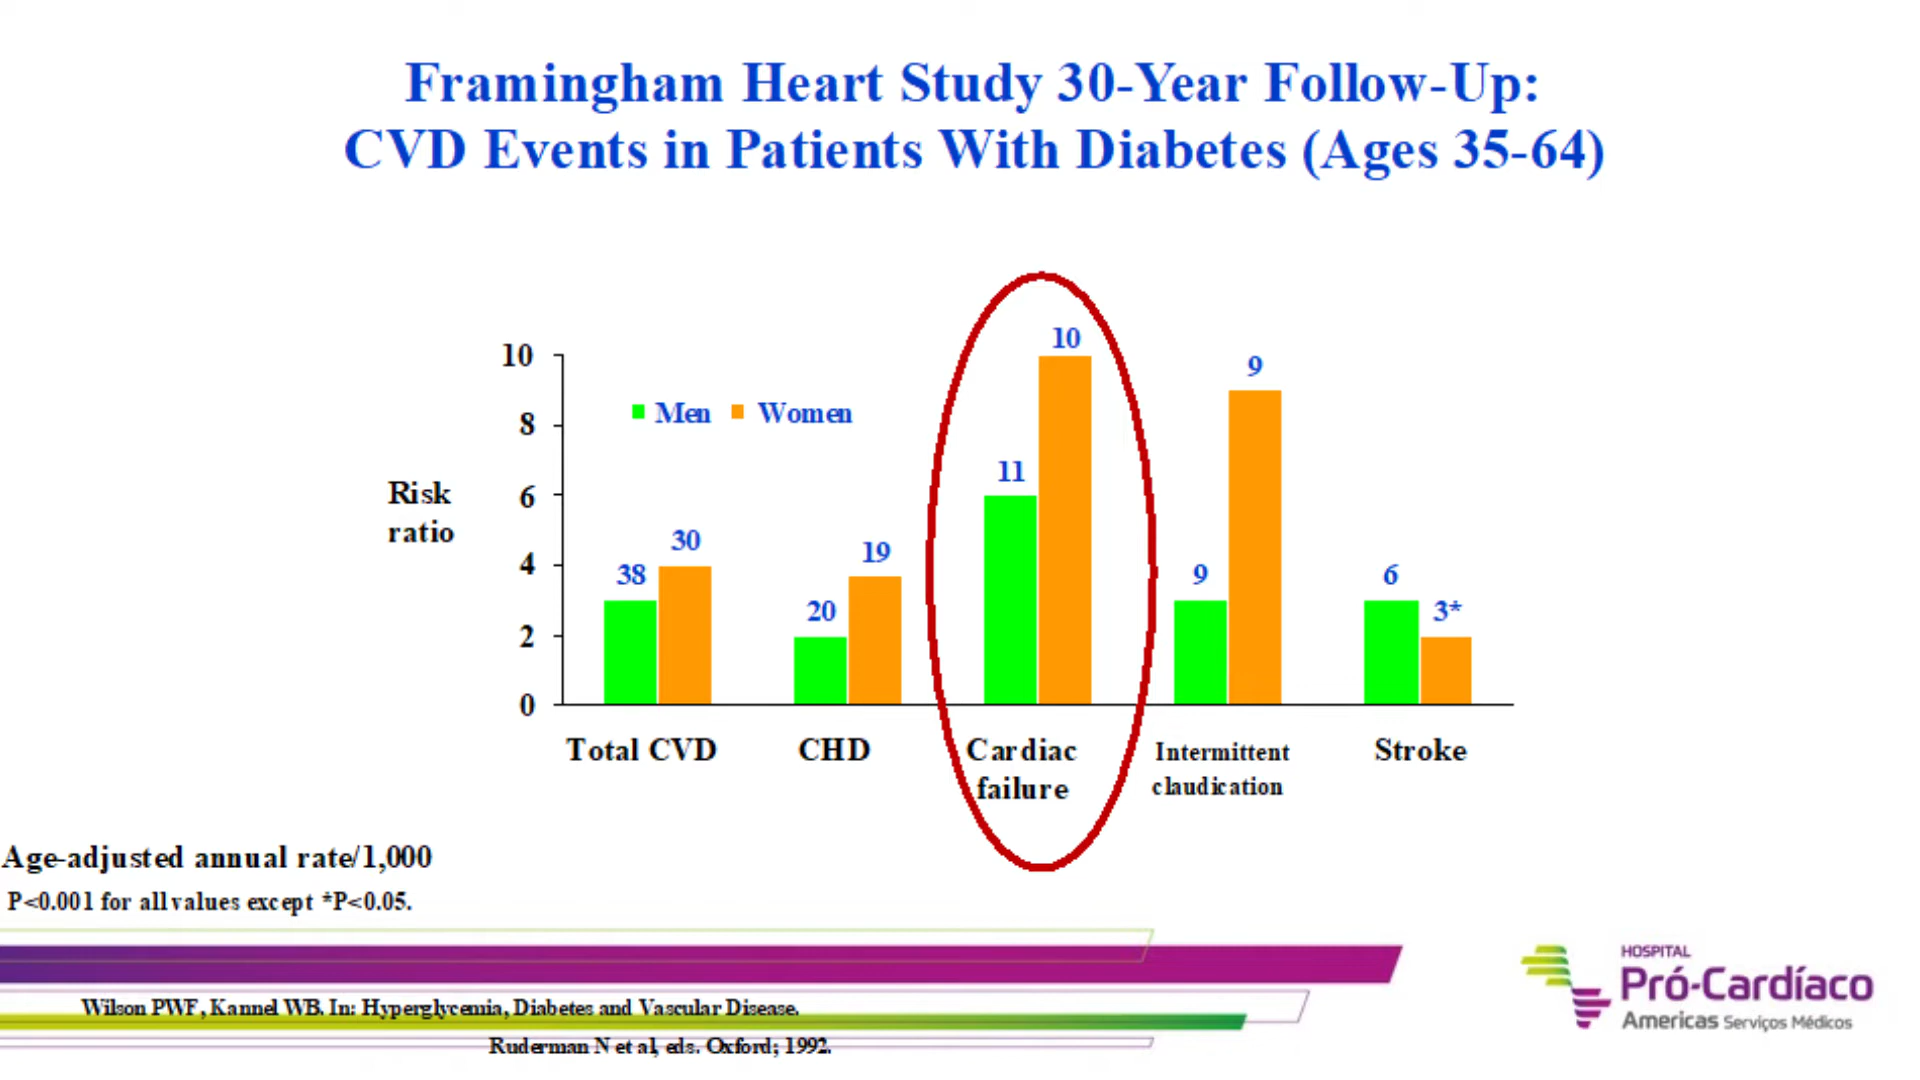 Framingham Heart Study 30-Year Follow-Up:
CVD Events in Patients With Diabetes (Ages 35-64)
10
8
6
4
2
0
Risk
ratio
Men Women
38
30
20
19
11
10
9
9
6
3*
Total CVD
CHD
Cardiac
failure
Intermittent
claudication
Stroke
Age-adjusted annual rate/1,000
P<0.001 for all values except *P<0.05.
Wilson PWF, Kannel WB. In: Hyperglycemia, Diabetes and Vascular Disease.
Ruderman N et al, eds. Oxford; 1992.
HOSPITAL
Pró-Cardíaco
Americas Serviços Médicos